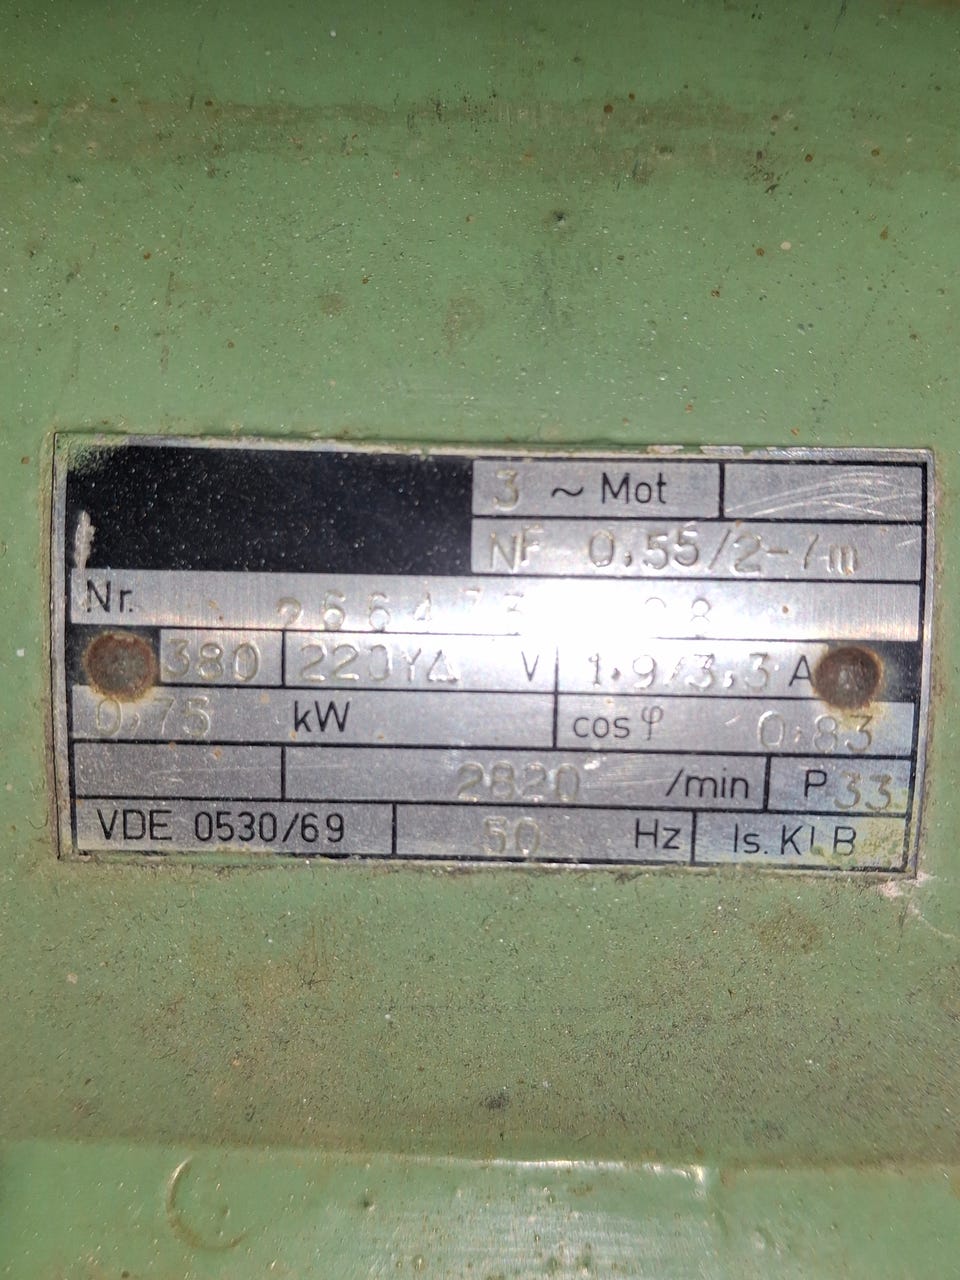 3 ~ Mot
NF 0,55/2-7m
Nr.
380 220YΔ V 1,9/3,3 A
0,75 kW cos φ 0,83
2820 /min P 33
VDE 0530/69 50 Hz Is. Kl B